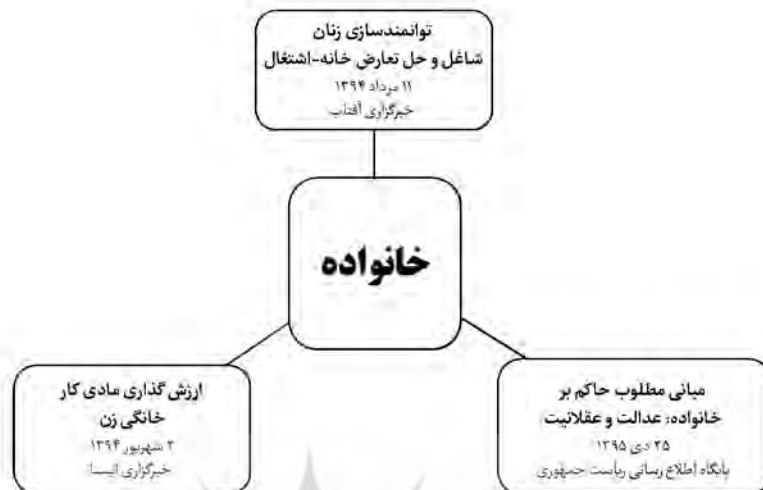 توانمندسازی زنان
شاغل و حل تعارض خانه-اشتغال
۱۱ مرداد ۱۳۹۴
خبرگزاری آفتاب
خانواده
مبانی مطلوب حاکم بر
خانواده: عدالت و عقلانیت
۲۵ دی ۱۳۹۵
پایگاه اطلاع رسانی ریاست جمهوری
ارزش گذاری مادی کار
خانگی زن
شهریور ۱۳۹۴
خبرگزاری ایسنا